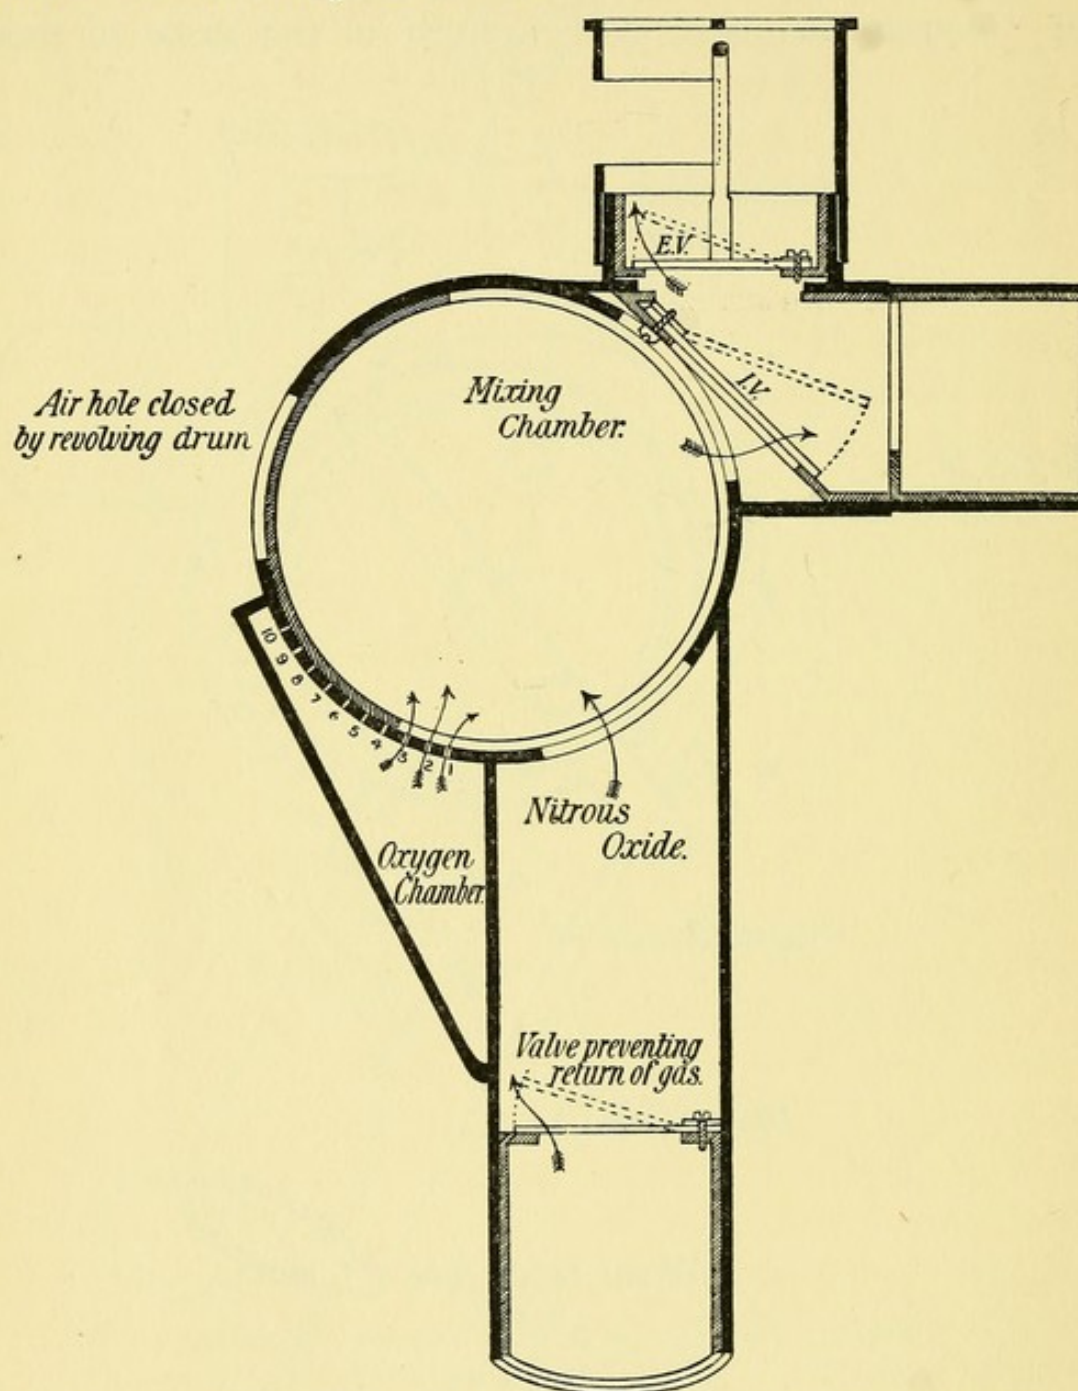 E.V.
Air hole closed
by revolving drum
Mixing
Chamber.
I.V.
10
9
8
7
6
5
4
3
2
1
Nitrous
Oxide.
Oxygen
Chamber.
Valve preventing
return of gas.